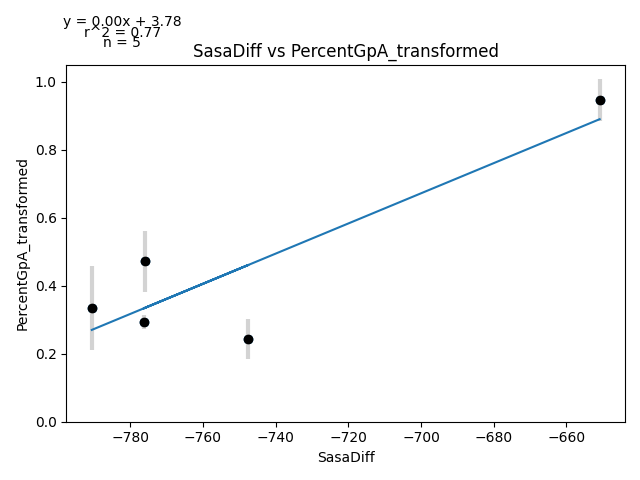 y = 0.00x + 3.78
r^2 = 0.77
n = 5
SasaDiff vs PercentGpA_transformed
1.0
0.8
0.6
0.4
0.2
0.0
PercentGpA_transformed
−780
−760
−740
−720
−700
−680
−660
SasaDiff